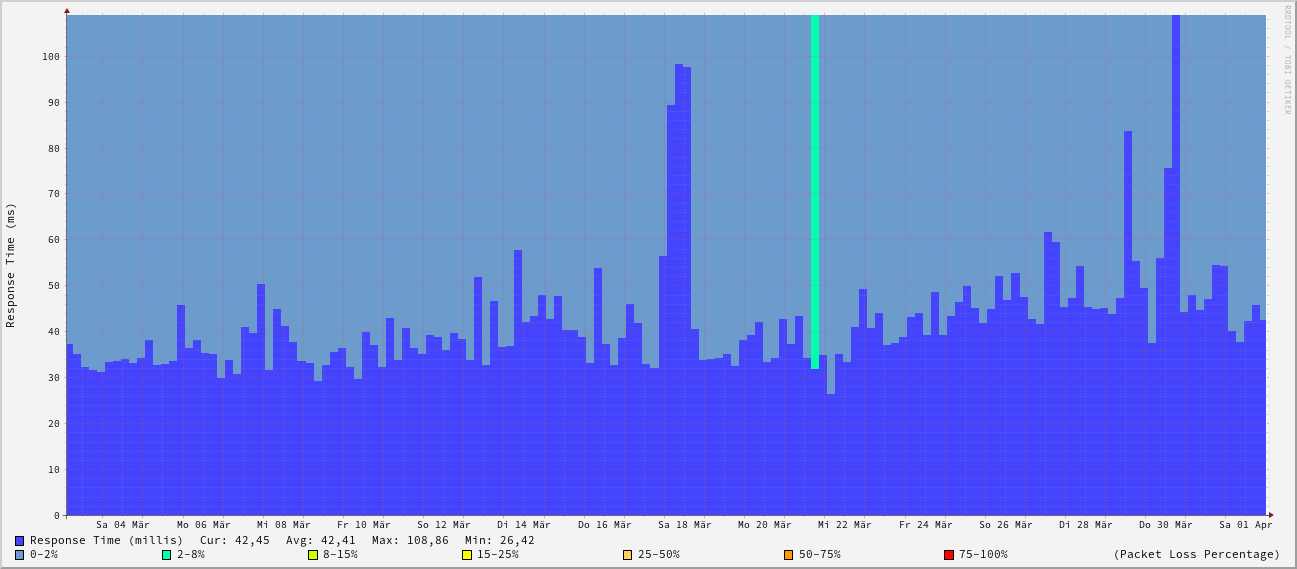 RRDTOOL / TOBI OETIKER
Response Time (ms)
100
90
80
70
60
50
40
30
20
10
0
Sa 04 Mär Mo 06 Mär Mi 08 Mär Fr 10 Mär So 12 Mär Di 14 Mär Do 16 Mär Sa 18 Mär Mo 20 Mär Mi 22 Mär Fr 24 Mär So 26 Mär Di 28 Mär Do 30 Mär Sa 01 Apr
Response Time (millis) Cur: 42,45 Avg: 42,41 Max: 108,86 Min: 26,42
0-2% 2-8% 8-15% 15-25% 25-50% 50-75% 75-100% (Packet Loss Percentage)